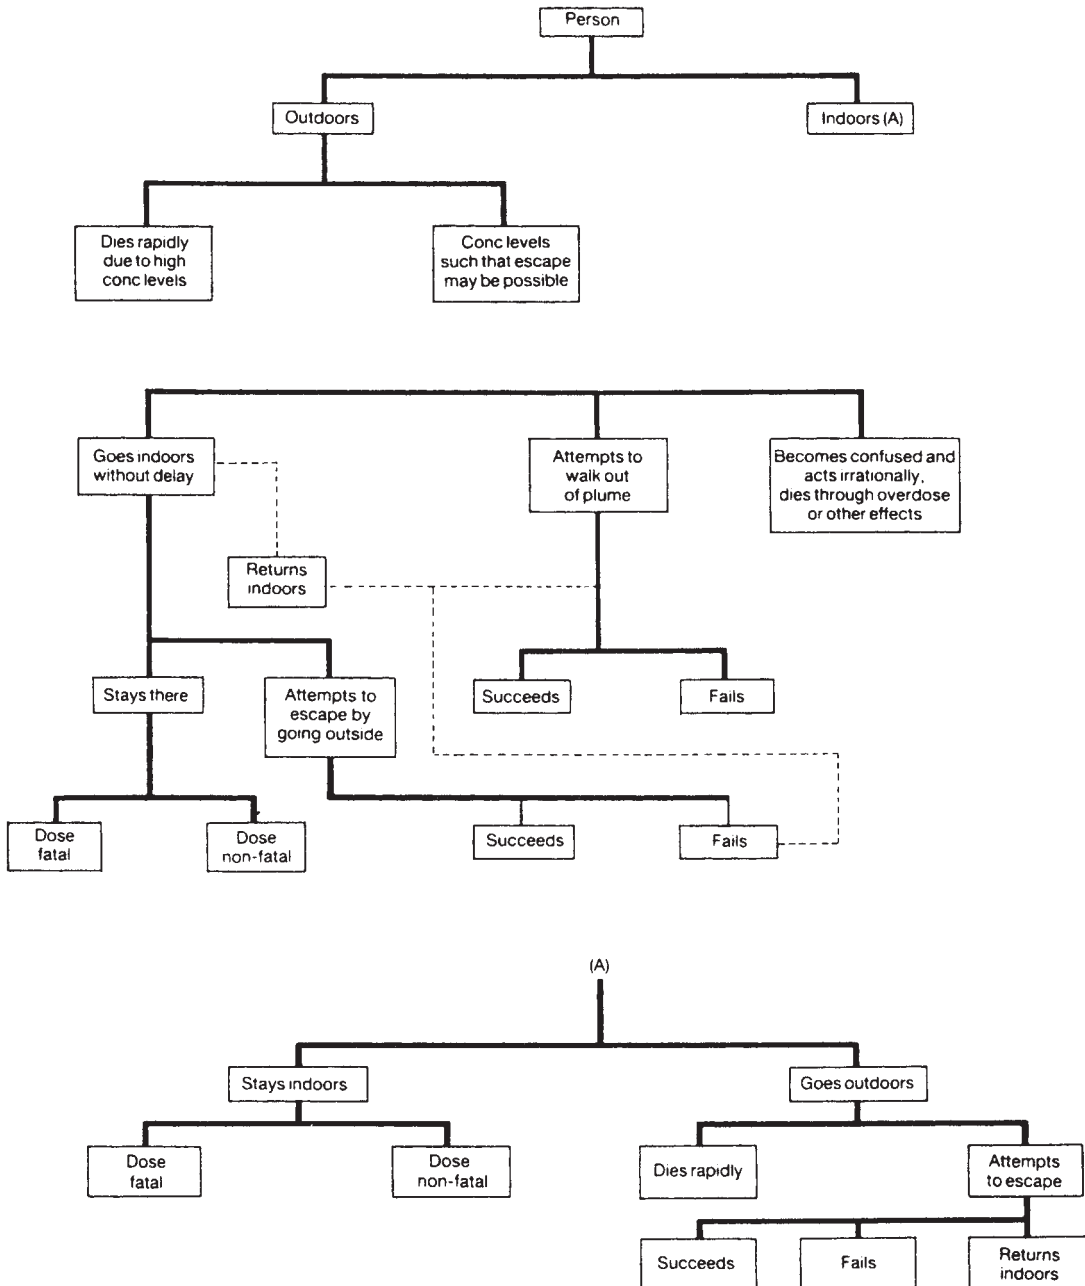 Person
Outdoors
Indoors (A)
Dies rapidly
due to high
conc levels
Conc levels
such that escape
may be possible
Goes indoors
without delay
Attempts to
walk out
of plume
Becomes confused and
acts irrationally,
dies through overdose
or other effects
Returns
indoors
Stays there
Attempts to
escape by
going outside
Succeeds
Fails
Dose
fatal
Dose
non-fatal
Succeeds
Fails
(A)
Stays indoors
Goes outdoors
Dose
fatal
Dose
non-fatal
Dies rapidly
Attempts
to escape
Succeeds
Fails
Returns
indoors